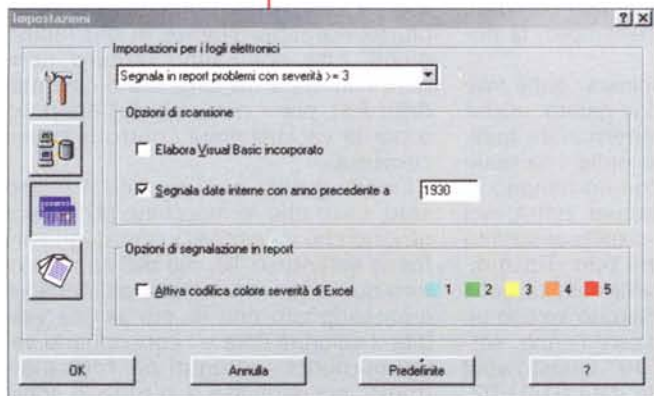 Impostazioni
Impostazioni per i fogli elettronici
Segnala in report problemi con severità >= 3
Opzioni di scansione
Elabora Visual Basic incorporato
Segnala date interne con anno precedente a 1930
Opzioni di segnalazione in report
Attiva codifica colore severità di Excel 1 2 3 4 5
OK Annulla Predefinite ?